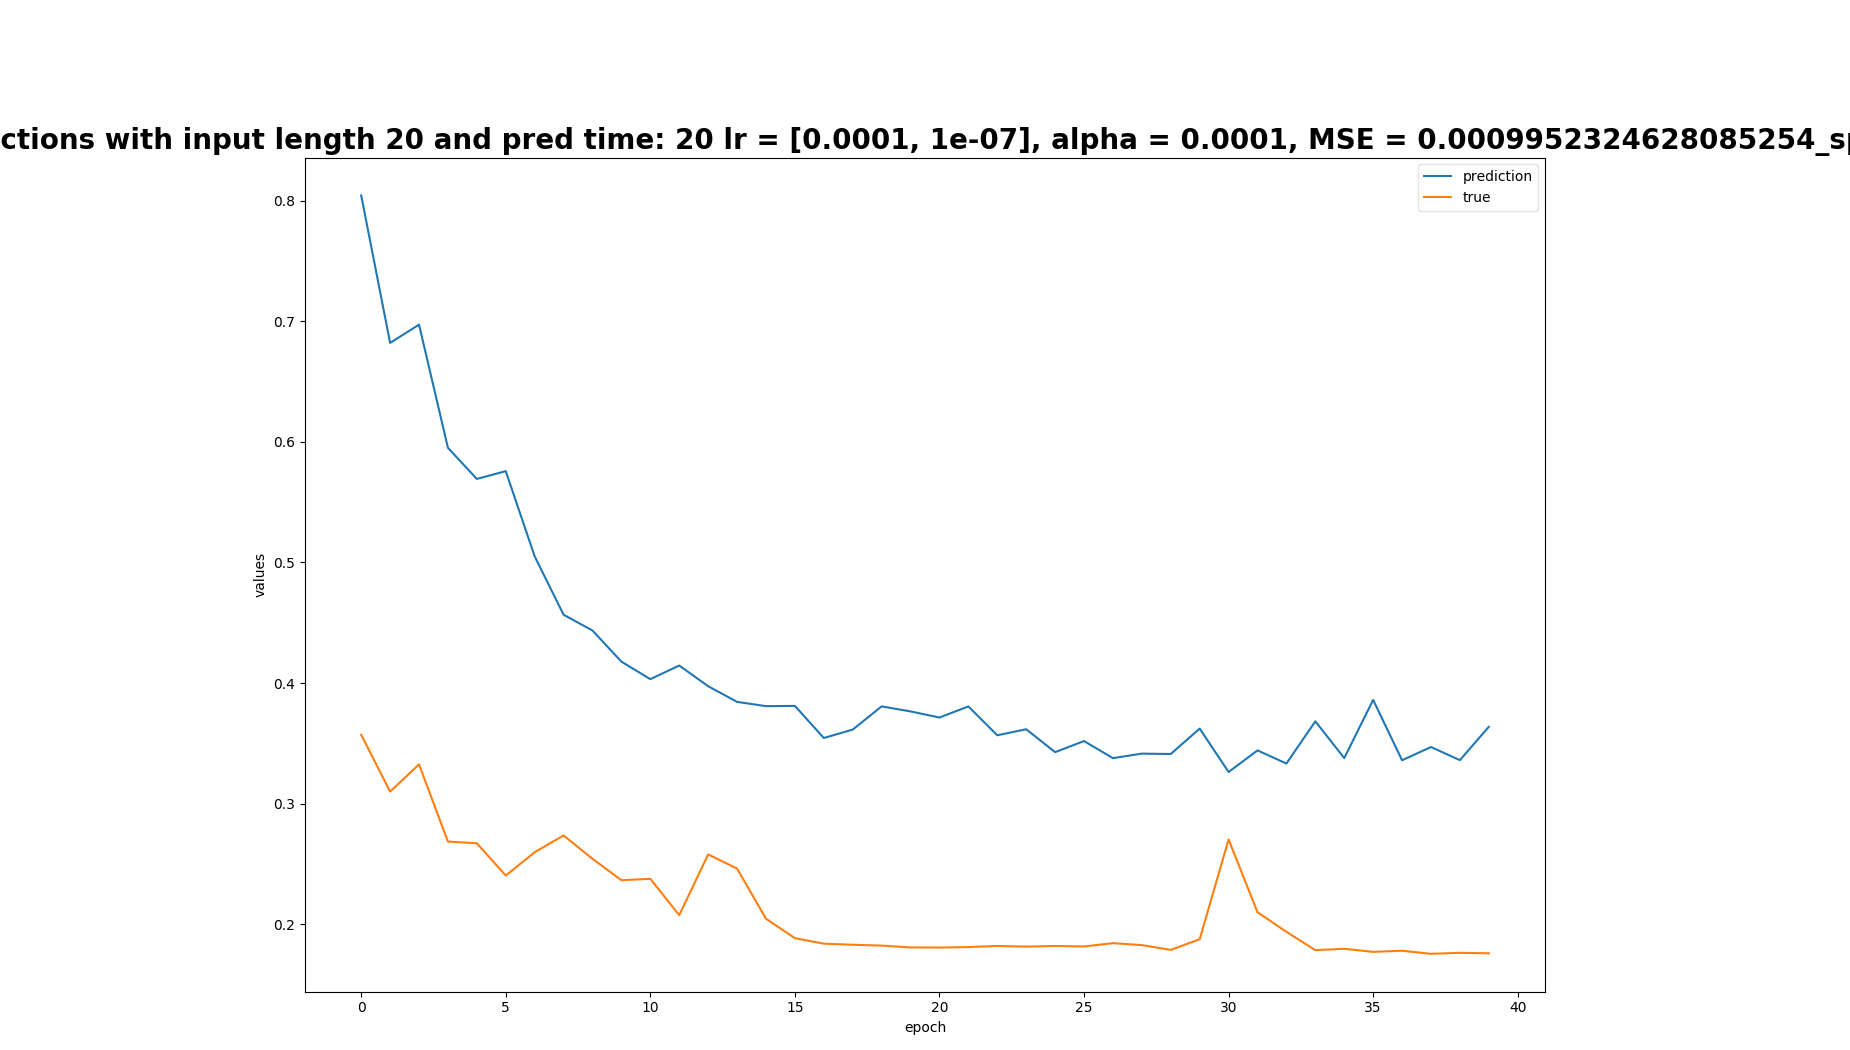 ctions with input length 20 and pred time: 20 lr = [0.0001, 1e-07], alpha = 0.0001, MSE = 0.0009952324628085254_sp
prediction
true
0.8
0.7
0.6
0.5
0.4
0.3
0.2
values
0 5 10 15 20 25 30 35 40
epoch